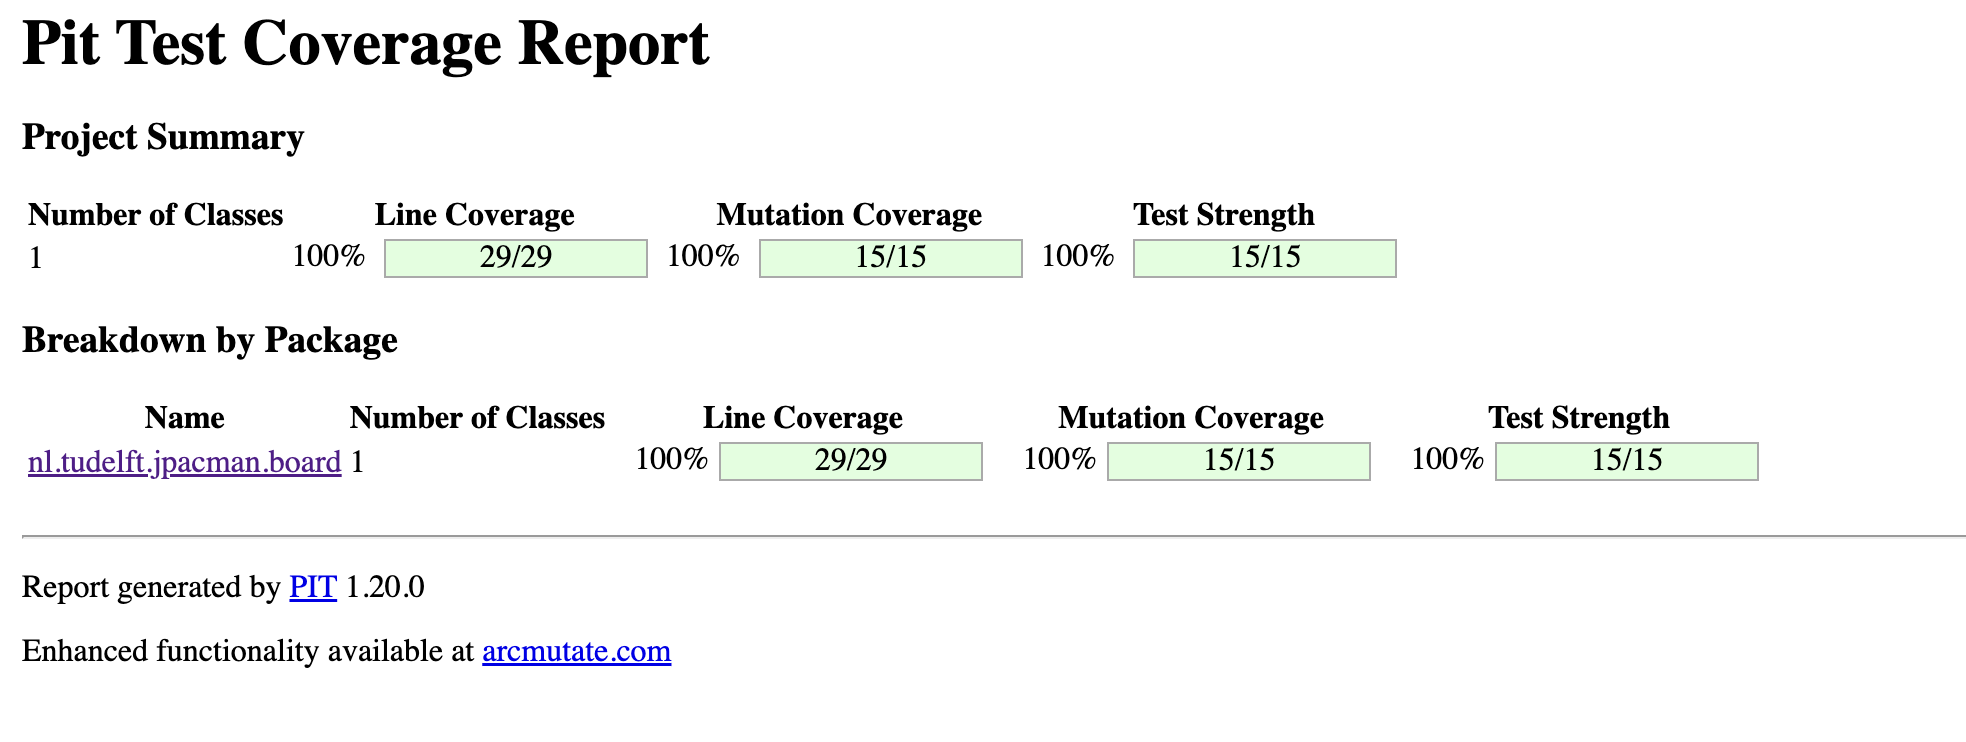 Pit Test Coverage Report
Project Summary
Number of Classes Line Coverage Mutation Coverage Test Strength
1 100% 29/29 100% 15/15 100% 15/15
Breakdown by Package
Name Number of Classes Line Coverage Mutation Coverage Test Strength
nl.tudelft.jpacman.board 1 100% 29/29 100% 15/15 100% 15/15
Report generated by PIT 1.20.0
Enhanced functionality available at arcmutate.com